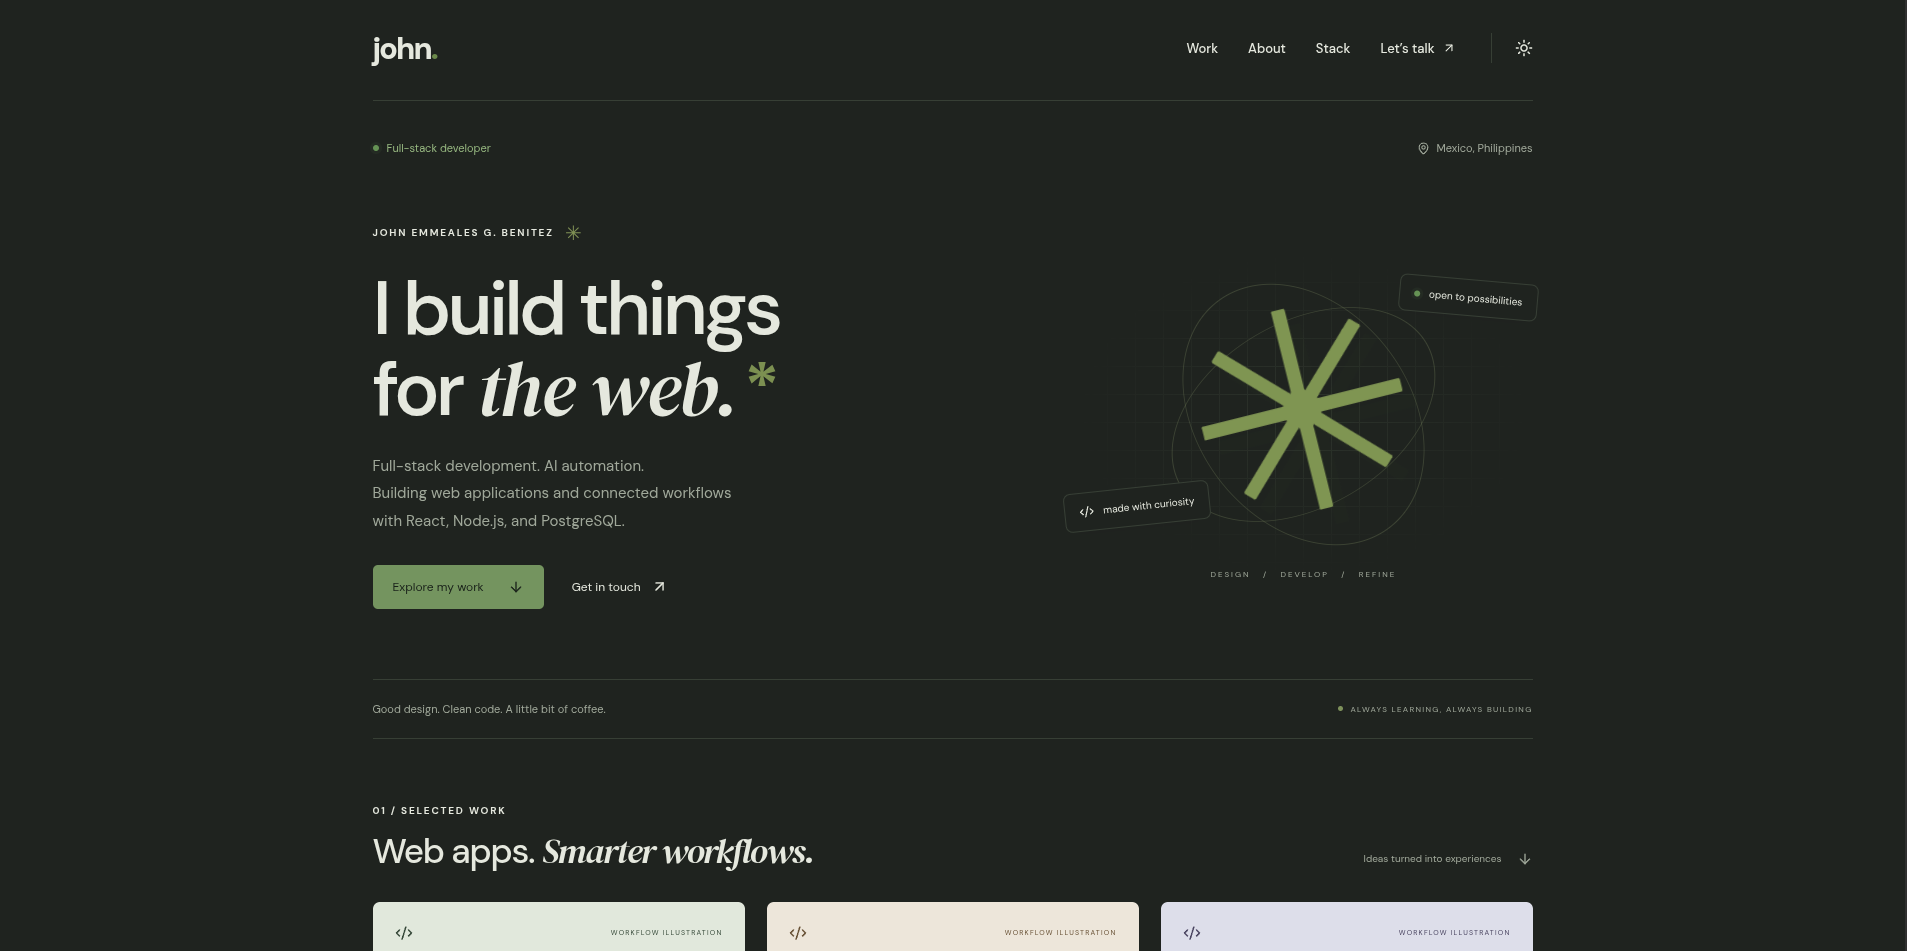 john.
Work About Stack Let's talk
Full-stack developer
Mexico, Philippines
JOHN EMMEALES G. BENITEZ
I build things
for the web.*
open to possibilities
made with curiosity
Full-stack development. AI automation.
Building web applications and connected workflows
with React, Node.js, and PostgreSQL.
Explore my work
Get in touch
DESIGN / DEVELOP / REFINE
Good design. Clean code. A little bit of coffee.
ALWAYS LEARNING, ALWAYS BUILDING
01 / SELECTED WORK
Web apps. Smarter workflows.
Ideas turned into experiences
</> WORKFLOW ILLUSTRATION
</> WORKFLOW ILLUSTRATION
</> WORKFLOW ILLUSTRATION